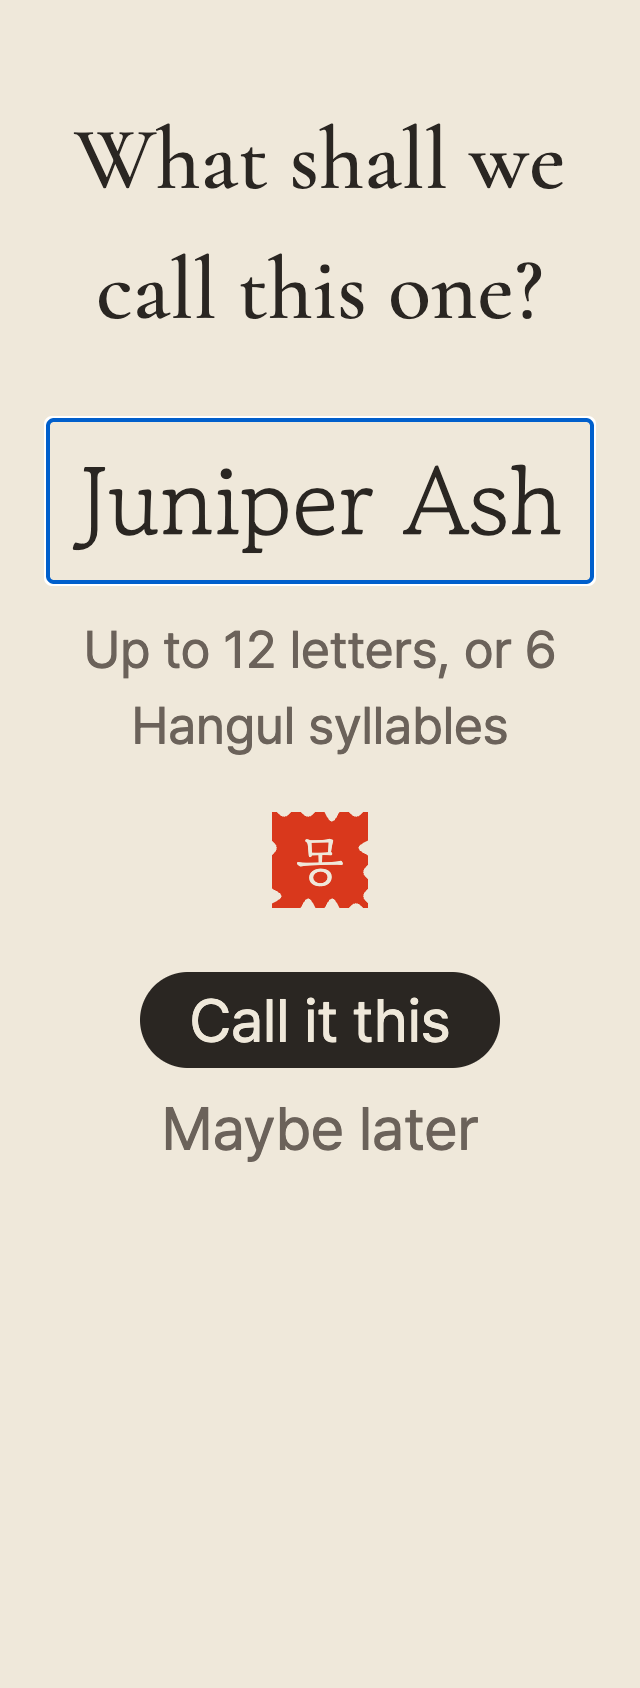 What shall we
call this one?
Juniper Ash
Up to 12 letters, or 6
Hangul syllables
몽
Call it this
Maybe later